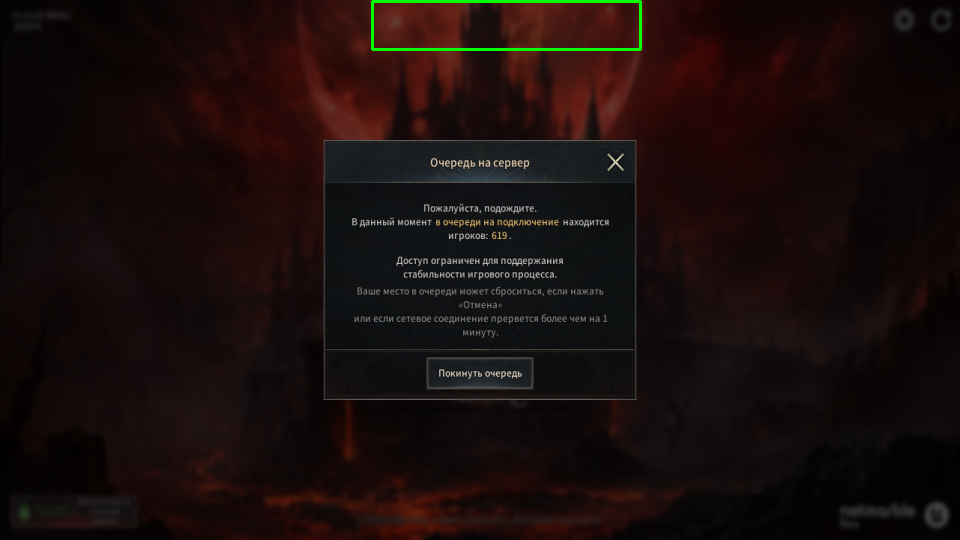 Очередь на сервер
Пожалуйста, подождите.
В данный момент в очереди на подключение находится
игроков: 619.
Доступ ограничен для поддержания
стабильности игрового процесса.
Ваше место в очереди может сброситься, если нажать
«Отмена»
или если сетевое соединение прервется более чем на 1
минуту.
Покинуть очередь
netmarble